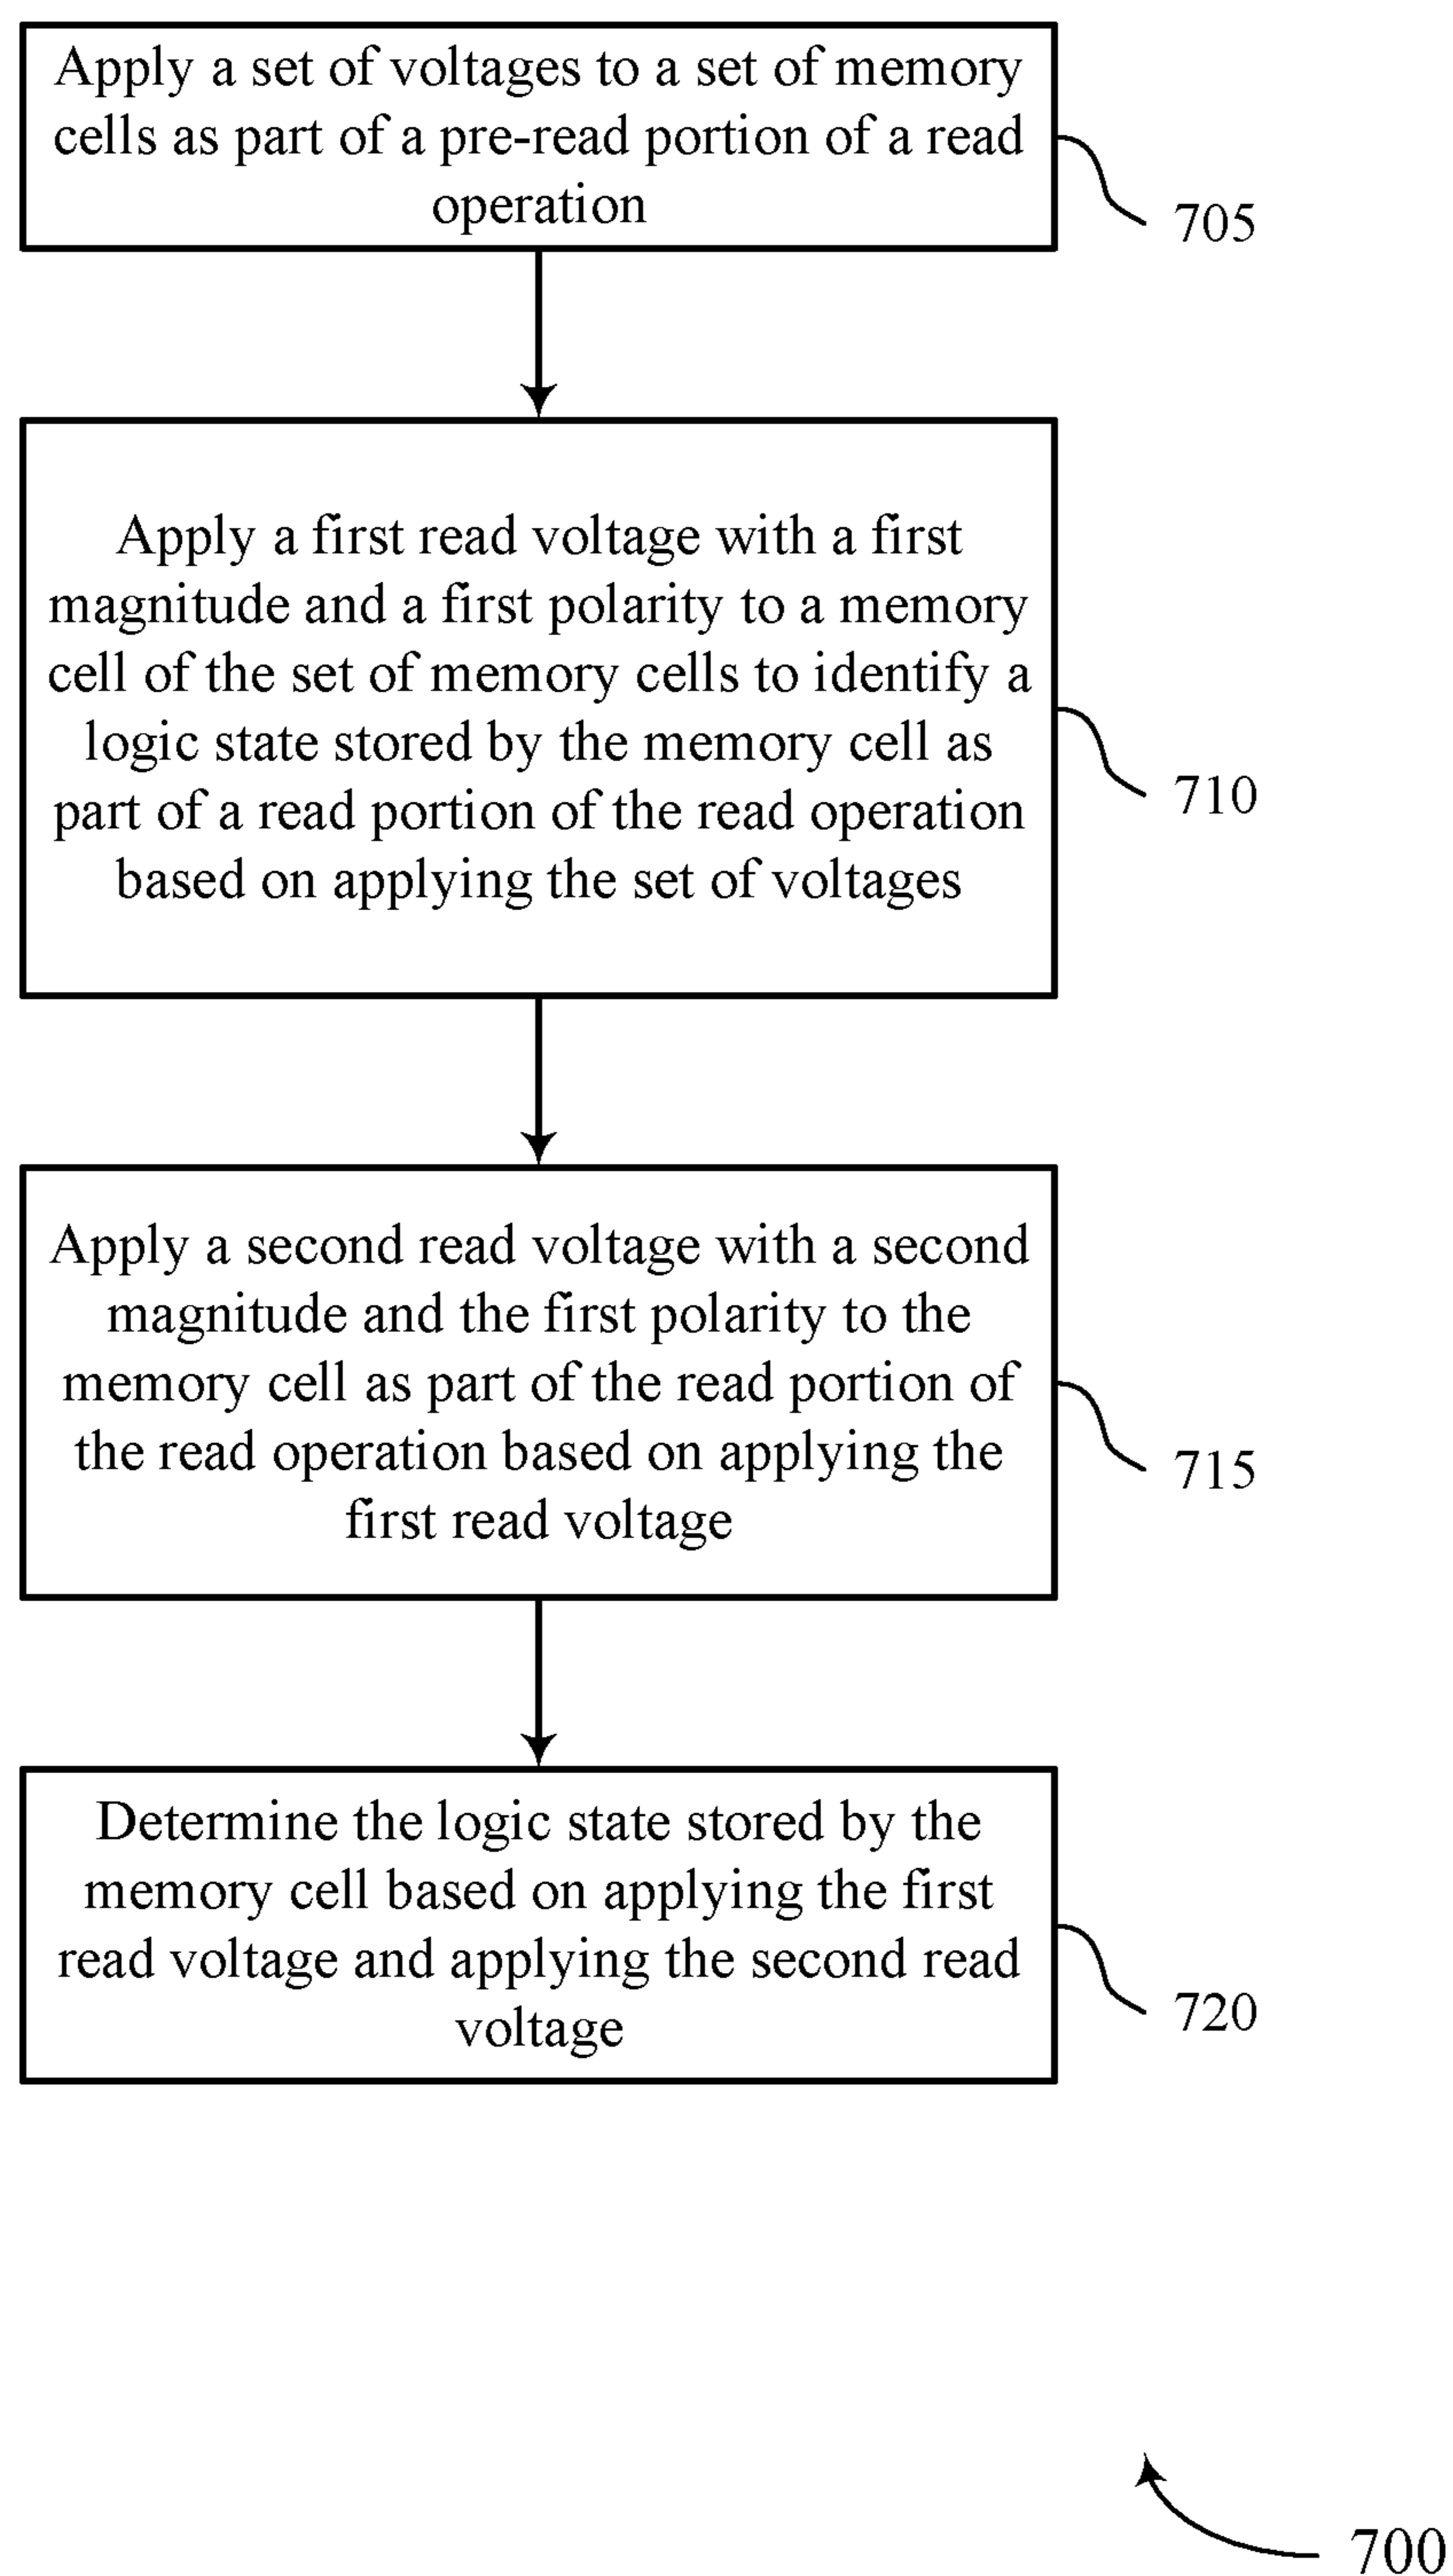 Apply a set of voltages to a set of memory
cells as part of a pre-read portion of a read
operation
705
Apply a first read voltage with a first
magnitude and a first polarity to a memory
cell of the set of memory cells to identify a
logic state stored by the memory cell as
part of a read portion of the read operation
based on applying the set of voltages
710
Apply a second read voltage with a second
magnitude and the first polarity to the
memory cell as part of the read portion of
the read operation based on applying the
first read voltage
715
Determine the logic state stored by the
memory cell based on applying the first
read voltage and applying the second read
voltage
720
700